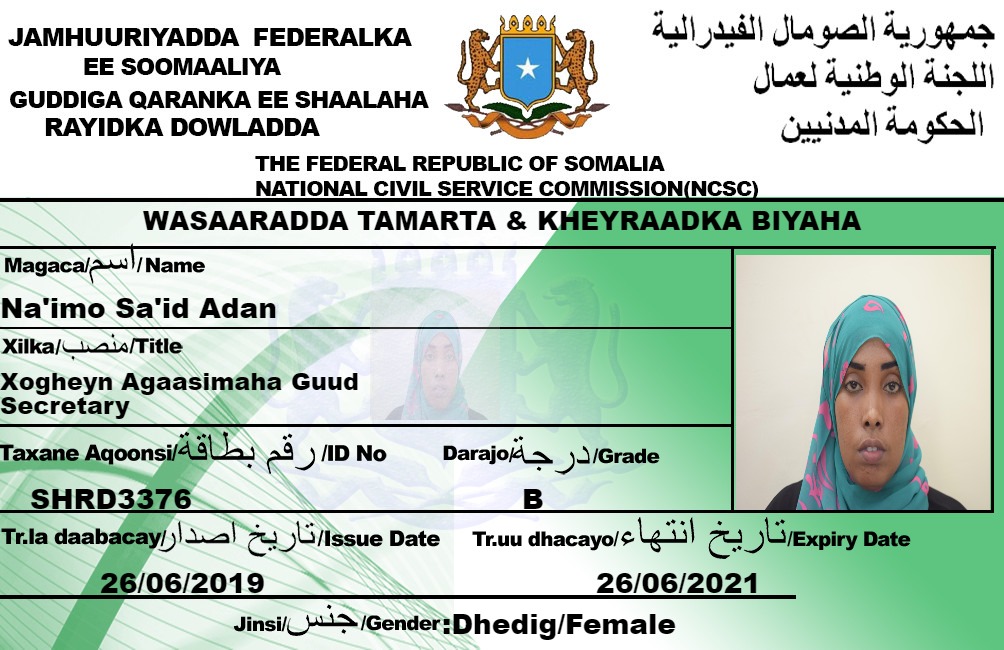 JAMHUURIYADDA FEDERALKA
EE SOOMAALIYA
GUDDIGA QARANKA EE SHAALAHA
RAYIDKA DOWLADDA
جمهورية الصومال الفيدرالية
اللجنة الوطنية لعمال
الحكومة المدنيين
THE FEDERAL REPUBLIC OF SOMALIA
NATIONAL CIVIL SERVICE COMMISSION(NCSC)
WASAARADDA TAMARTA & KHEYRAADKA BIYAHA
Magaca/اسم/Name
Na'imo Sa'id Adan
Xilka/منصب/Title
Xogheyn Agaasimaha Guud
Secretary
Taxane Aqoonsi/رقم بطاقة/ID No
Darajo/درجة/Grade
SHRD3376
B
Tr.la daabacay/تاريخ اصدار/Issue Date
Tr.uu dhacayo/تاريخ انتهاء/Expiry Date
26/06/2019
26/06/2021
Jinsi/جنس/Gender:Dhedig/Female